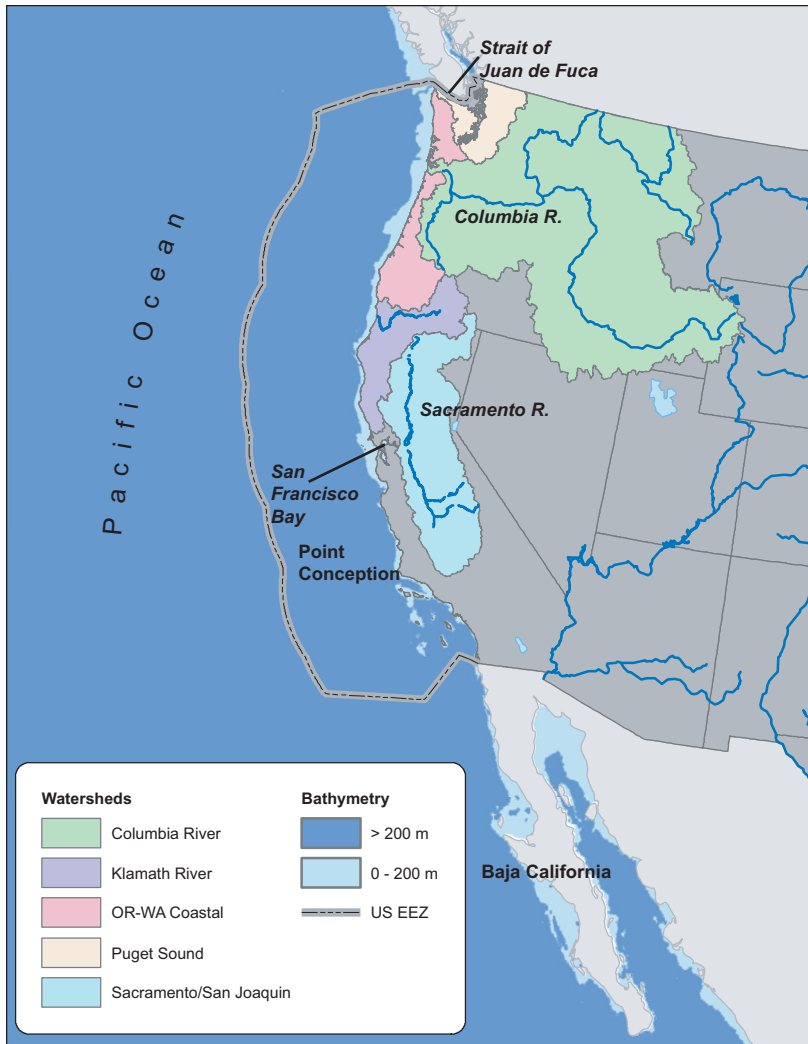 Strait of
Juan de Fuca
Columbia R.
Pacific Ocean
Sacramento R.
San
Francisco
Bay
Point
Conception
Baja California
Watersheds
Columbia River
Klamath River
OR-WA Coastal
Puget Sound
Sacramento/San Joaquin
Bathymetry
> 200 m
0 - 200 m
US EEZ